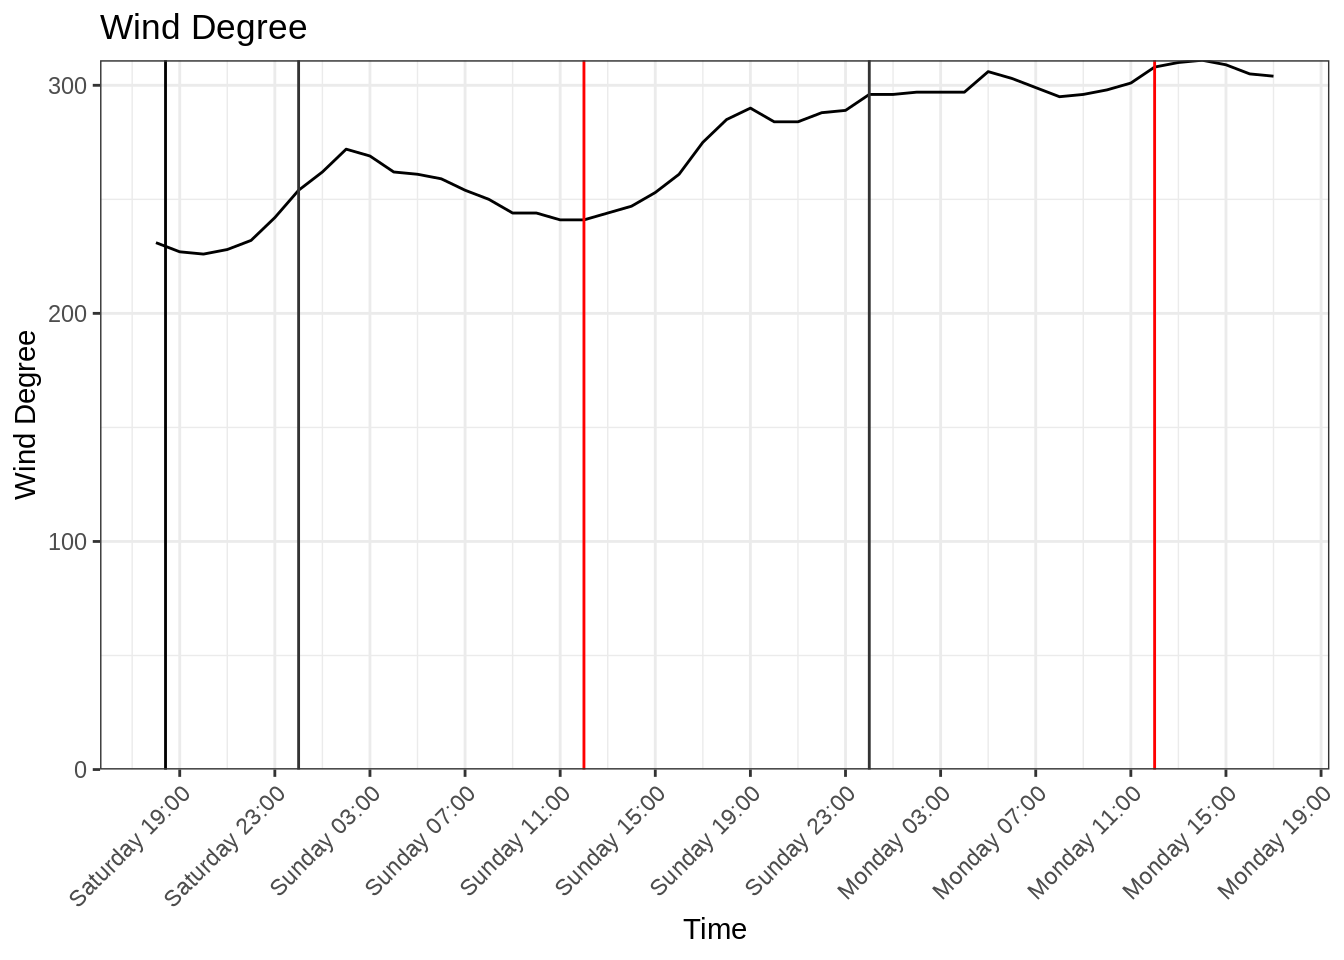 Wind Degree
Wind Degree
300
200
100
0
Saturday 19:00
Saturday 23:00
Sunday 03:00
Sunday 07:00
Sunday 11:00
Sunday 15:00
Sunday 19:00
Sunday 23:00
Monday 03:00
Monday 07:00
Monday 11:00
Monday 15:00
Monday 19:00
Time